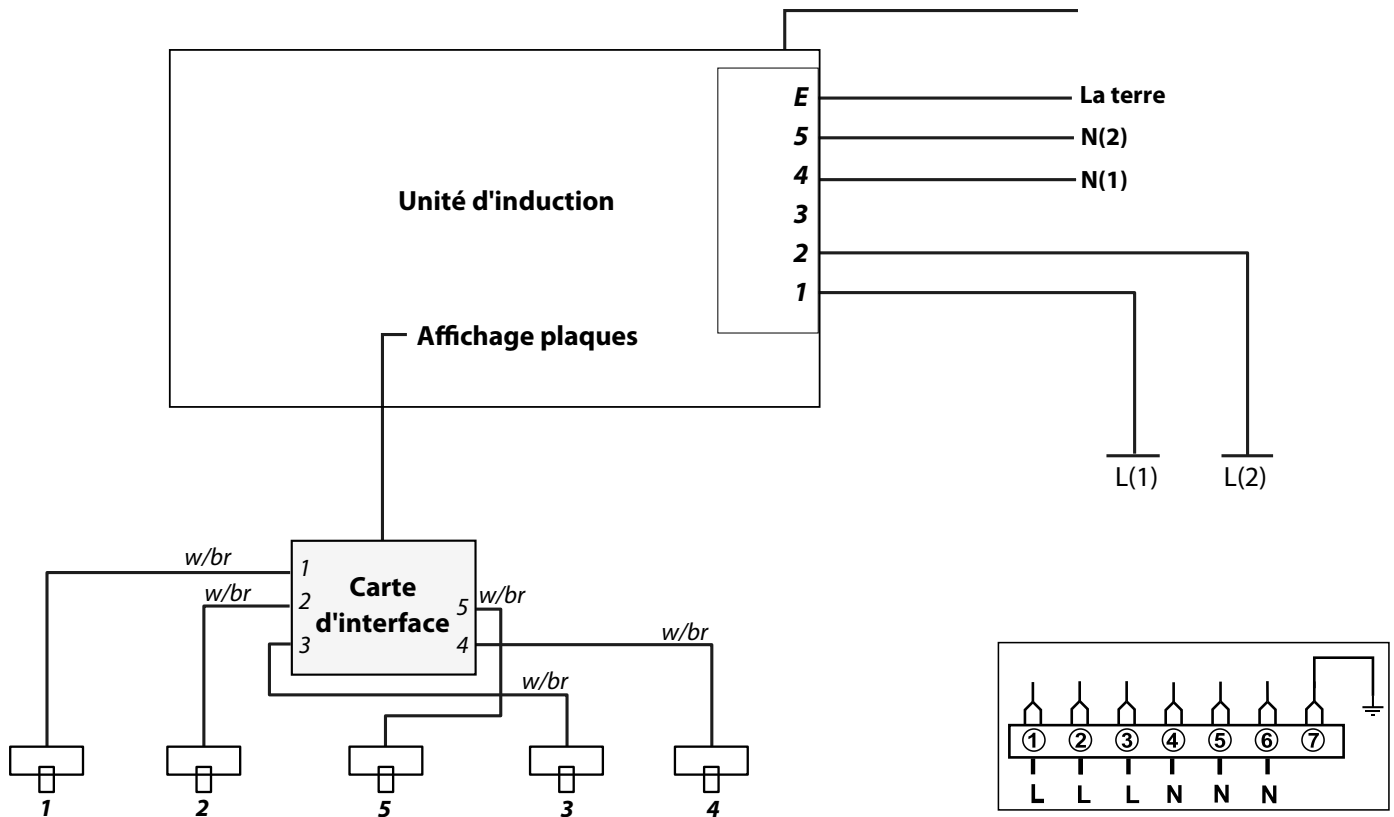 E
La terre
5
N(2)
4
N(1)
3
2
1
Unité d'induction
Affichage plaques
L(1)
L(2)
w/br
1
w/br
2
3
Carte
d'interface
5
w/br
4
w/br
w/br
1
2
5
3
4
1 2 3 4 5 6 7
L L L N N N